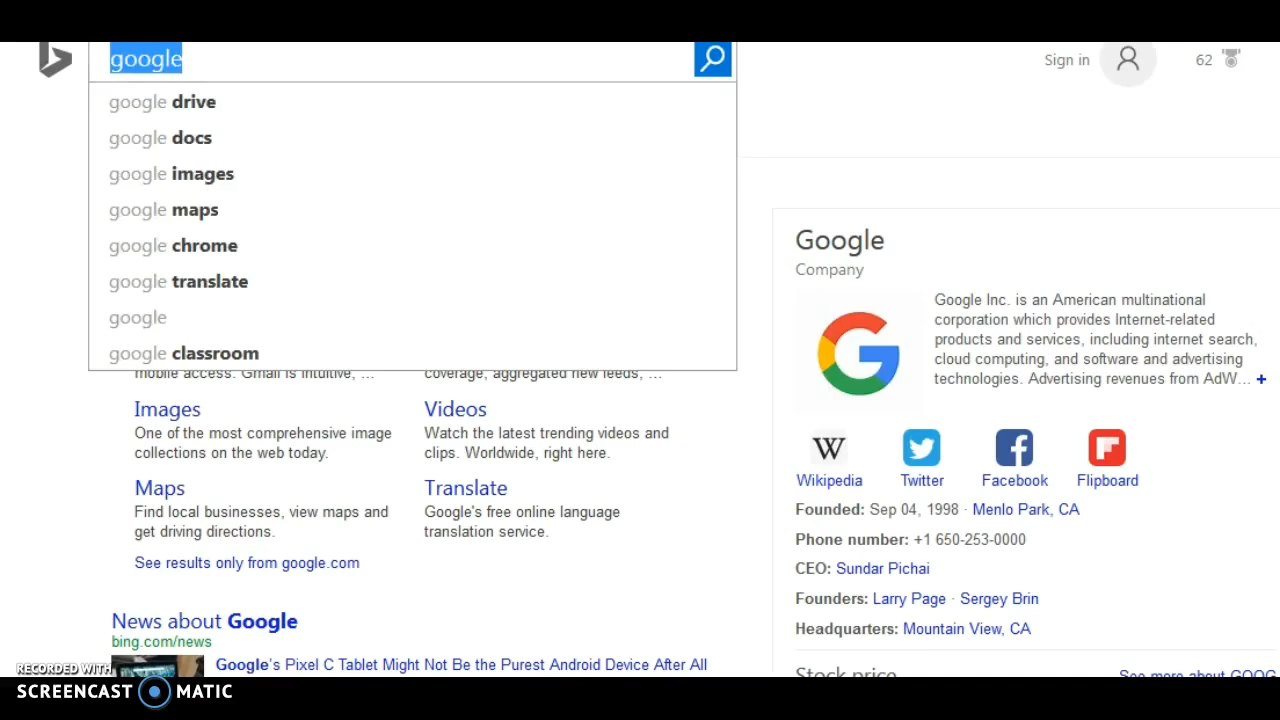 google
Sign in
62
google drive
google docs
google images
google maps
google chrome
google translate
google
google classroom
mobile access. Gmail is intuitive, ...
coverage, aggregated new feeds, ...
Images
One of the most comprehensive image
collections on the web today.
Videos
Watch the latest trending videos and
clips. Worldwide, right here.
Maps
Find local businesses, view maps and
get driving directions.
Translate
Google's free online language
translation service.
See results only from google.com
News about Google
bing.com/news
Google's Pixel C Tablet Might Not Be the Purest Android Device After All
Google
Company
Google Inc. is an American multinational
corporation which provides Internet-related
products and services, including internet search,
cloud computing, and software and advertising
technologies. Advertising revenues from AdW... +
W
Wikipedia
Twitter
Facebook
Flipboard
Founded: Sep 04, 1998 · Menlo Park, CA
Phone number: +1 650-253-0000
CEO: Sundar Pichai
Founders: Larry Page · Sergey Brin
Headquarters: Mountain View, CA
Stock price
See more about GOOG
RECORDED WITH
SCREENCAST MATIC